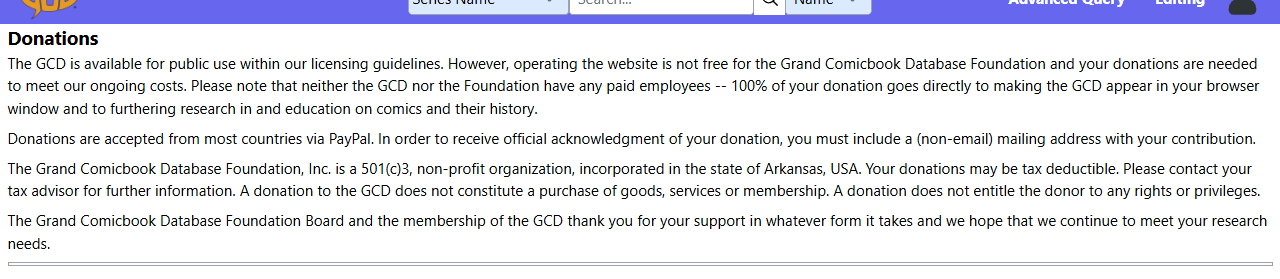 GCD
Series Name Search... Name Advanced Query Editing
Donations
The GCD is available for public use within our licensing guidelines. However, operating the website is not free for the Grand Comicbook Database Foundation and your donations are needed
to meet our ongoing costs. Please note that neither the GCD nor the Foundation have any paid employees -- 100% of your donation goes directly to making the GCD appear in your browser
window and to furthering research in and education on comics and their history.
Donations are accepted from most countries via PayPal. In order to receive official acknowledgment of your donation, you must include a (non-email) mailing address with your contribution.
The Grand Comicbook Database Foundation, Inc. is a 501(c)3, non-profit organization, incorporated in the state of Arkansas, USA. Your donations may be tax deductible. Please contact your
tax advisor for further information. A donation to the GCD does not constitute a purchase of goods, services or membership. A donation does not entitle the donor to any rights or privileges.
The Grand Comicbook Database Foundation Board and the membership of the GCD thank you for your support in whatever form it takes and we hope that we continue to meet your research
needs.